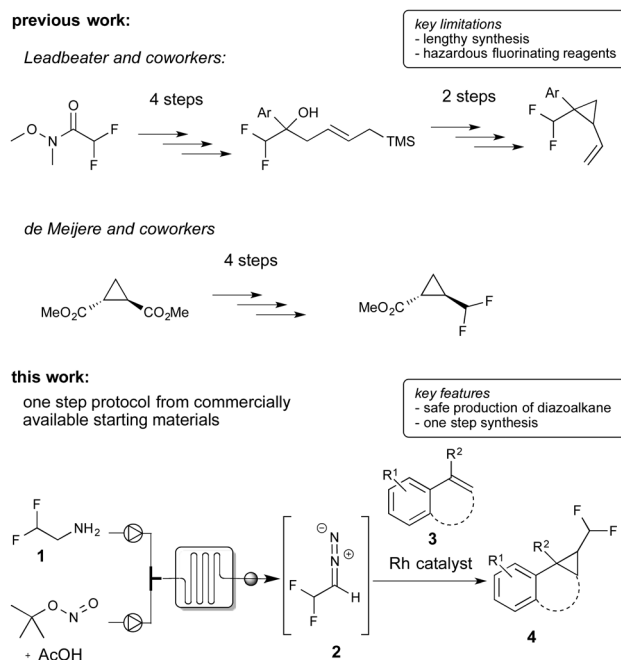 previous work:
key limitations
- lengthy synthesis
- hazardous fluorinating reagents
Leadbeater and coworkers:
4 steps
2 steps
O
O
N
F
F
Ar
OH
F
F
TMS
Ar
F
F
de Meijere and coworkers
4 steps
MeO2C
CO2Me
MeO2C
F
F
this work:
one step protocol from commercially
available starting materials
key features
- safe production of diazoalkane
- one step synthesis
F
F
NH2
1
O
N
O
+ AcOH
N
N
F
F
H
2
R1
R2
3
Rh catalyst
R1
R2
F
F
4